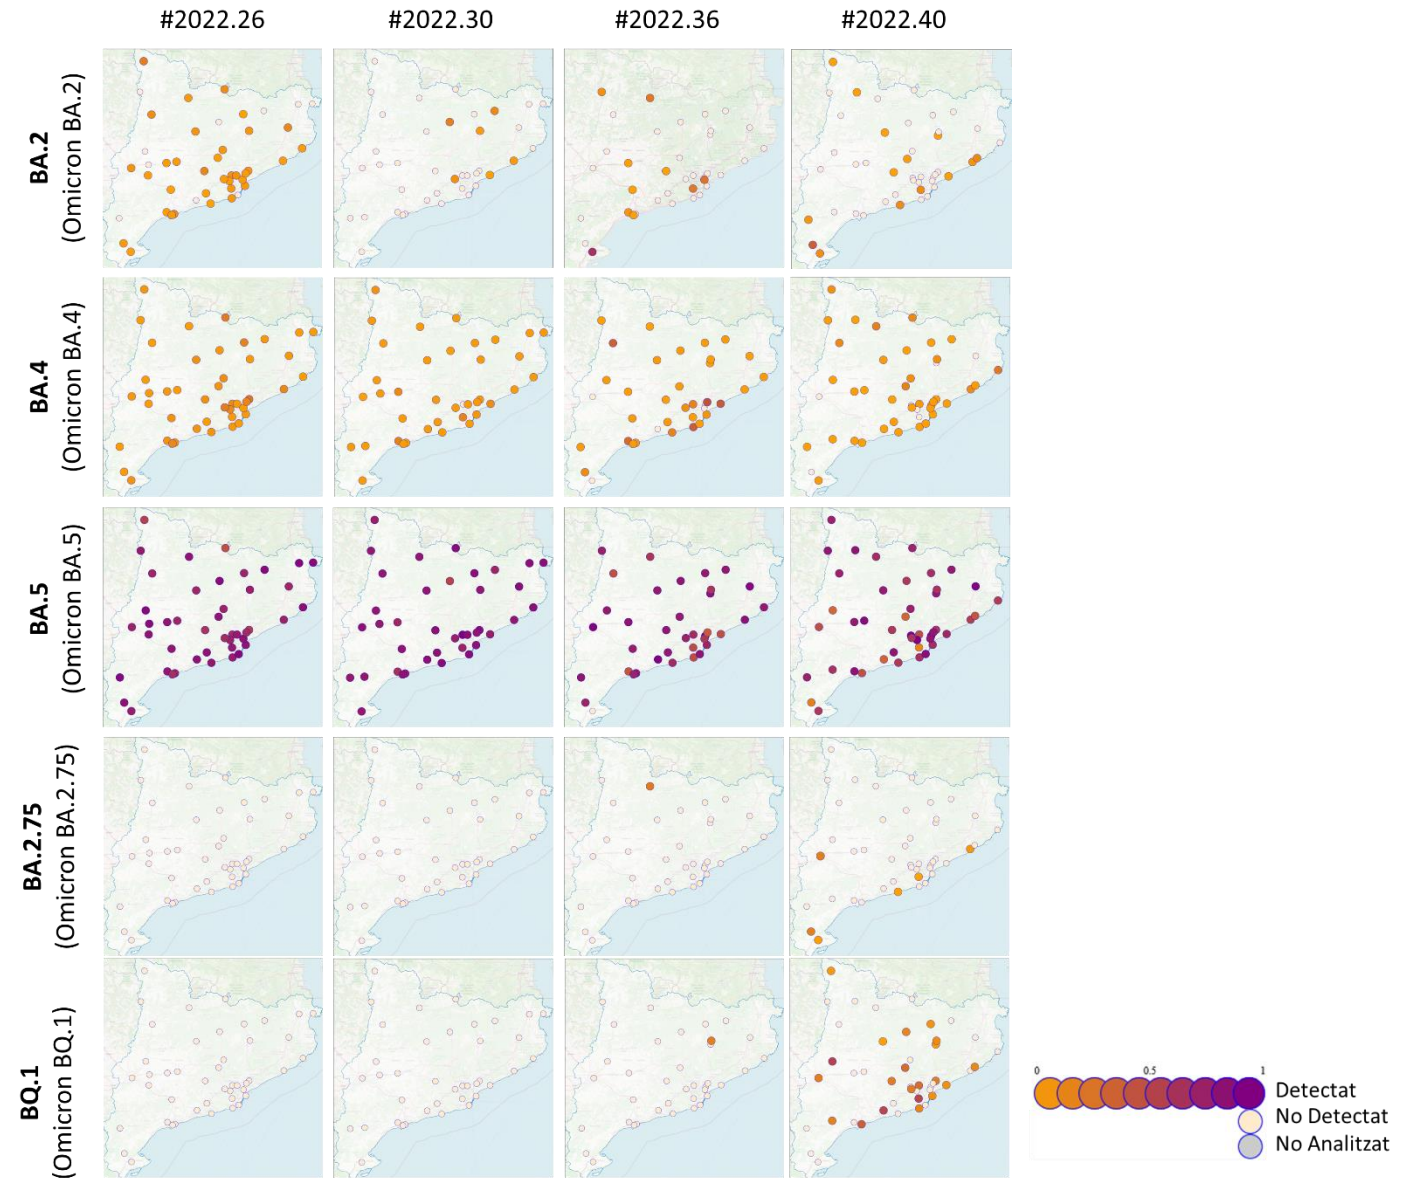 #2022.26 #2022.30 #2022.36 #2022.40
BA.2
(Omicron BA.2)
BA.4
(Omicron BA.4)
BA.5
(Omicron BA.5)
BA.2.75
(Omicron BA.2.75)
BQ.1
(Omicron BQ.1)
0 0.5 1
Detectat
No Detectat
No Analitzat